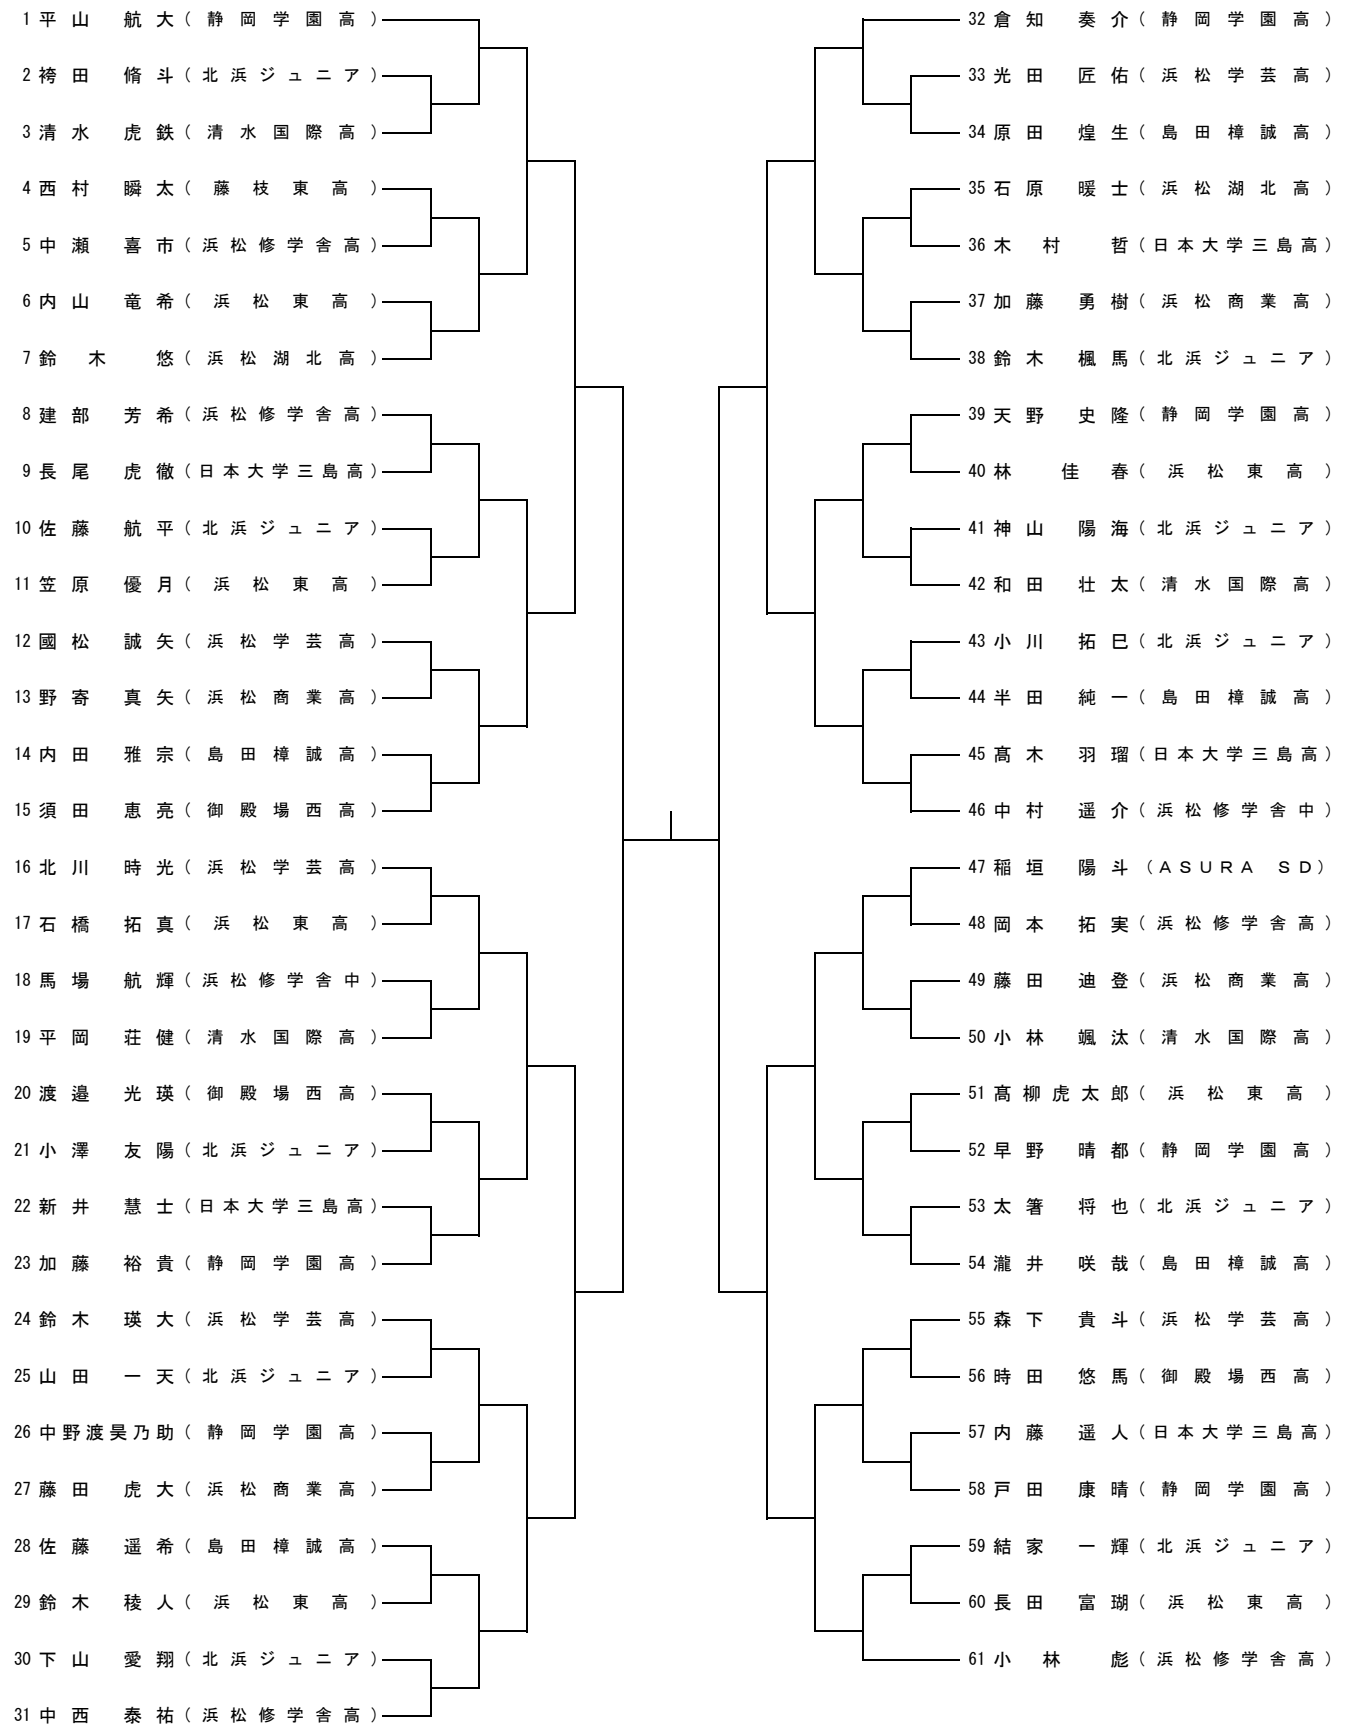 1 平山 航大 (静岡学園高)
2 袴田 脩斗 (北浜ジュニア)
3 清水 虎鉄 (清水国際高)
4 西村 瞬太 (藤枝東高)
5 中瀬 喜市 (浜松修学舎高)
6 内山 竜希 (浜松東高)
7 鈴木 悠 (浜松湖北高)
8 建部 芳希 (浜松修学舎高)
9 長尾 虎徹 (日本大学三島高)
10 佐藤 航平 (北浜ジュニア)
11 笠原 優月 (浜松東高)
12 國松 誠矢 (浜松学芸高)
13 野寄 真矢 (浜松商業高)
14 内田 雅宗 (島田樟誠高)
15 須田 恵亮 (御殿場西高)
16 北川 時光 (浜松学芸高)
17 石橋 拓真 (浜松東高)
18 馬場 航輝 (浜松修学舎中)
19 平岡 荘健 (清水国際高)
20 渡邉 光瑛 (御殿場西高)
21 小澤 友陽 (北浜ジュニア)
22 新井 慧士 (日本大学三島高)
23 加藤 裕貴 (静岡学園高)
24 鈴木 瑛大 (浜松学芸高)
25 山田 一天 (北浜ジュニア)
26 中野渡昊乃助 (静岡学園高)
27 藤田 虎大 (浜松商業高)
28 佐藤 遥希 (島田樟誠高)
29 鈴木 稜人 (浜松東高)
30 下山 愛翔 (北浜ジュニア)
31 中西 泰祐 (浜松修学舎高)
32 倉知 奏介 (静岡学園高)
33 光田 匠佑 (浜松学芸高)
34 原田 煌生 (島田樟誠高)
35 石原 暖士 (浜松湖北高)
36 木村 哲 (日本大学三島高)
37 加藤 勇樹 (浜松商業高)
38 鈴木 楓馬 (北浜ジュニア)
39 天野 史隆 (静岡学園高)
40 林 佳春 (浜松東高)
41 神山 陽海 (北浜ジュニア)
42 和田 壮太 (清水国際高)
43 小川 拓巳 (北浜ジュニア)
44 半田 純一 (島田樟誠高)
45 髙木 羽瑠 (日本大学三島高)
46 中村 遥介 (浜松修学舎中)
47 稲垣 陽斗 (ASURA SD)
48 岡本 拓実 (浜松修学舎高)
49 藤田 迪登 (浜松商業高)
50 小林 颯汰 (清水国際高)
51 髙柳虎太郎 (浜松東高)
52 早野 晴都 (静岡学園高)
53 太箸 将也 (北浜ジュニア)
54 瀧井 咲哉 (島田樟誠高)
55 森下 貴斗 (浜松学芸高)
56 時田 悠馬 (御殿場西高)
57 内藤 遥人 (日本大学三島高)
58 戸田 康晴 (静岡学園高)
59 結家 一輝 (北浜ジュニア)
60 長田 富瑚 (浜松東高)
61 小林 彪 (浜松修学舎高)